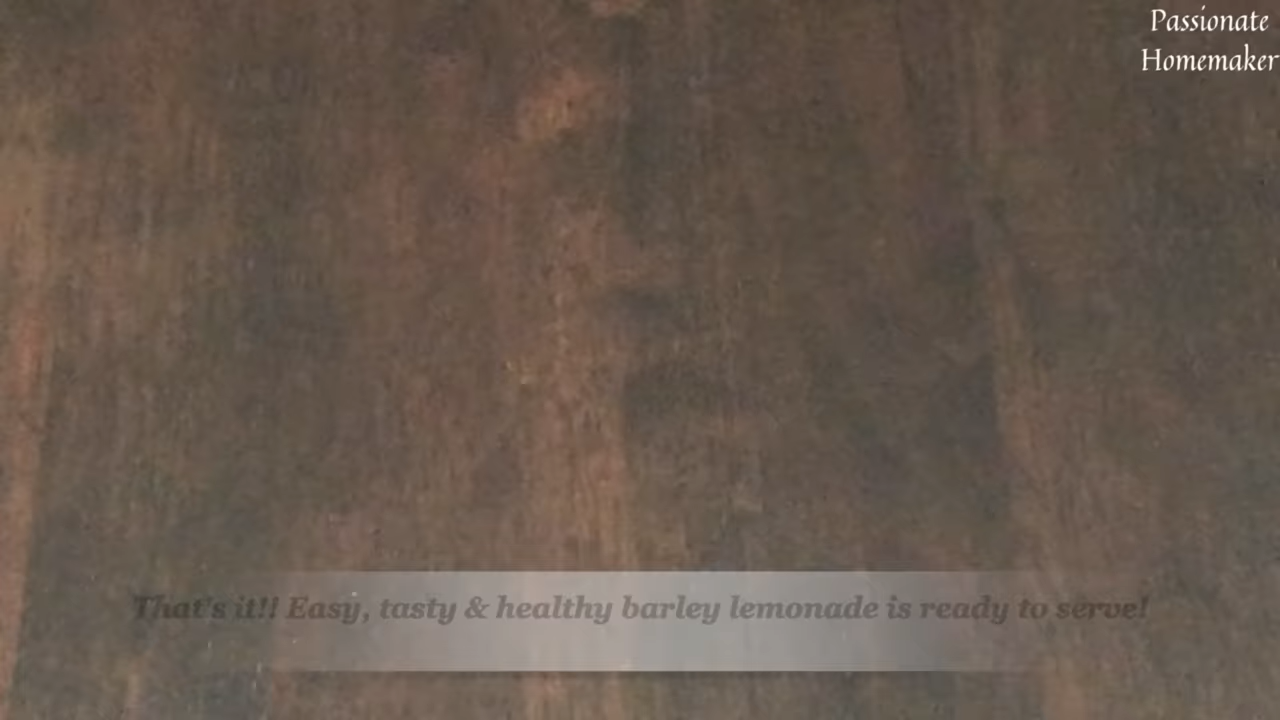 Passionate
Homemaker
That's it!! Easy, tasty & healthy barley lemonade is ready to serve!